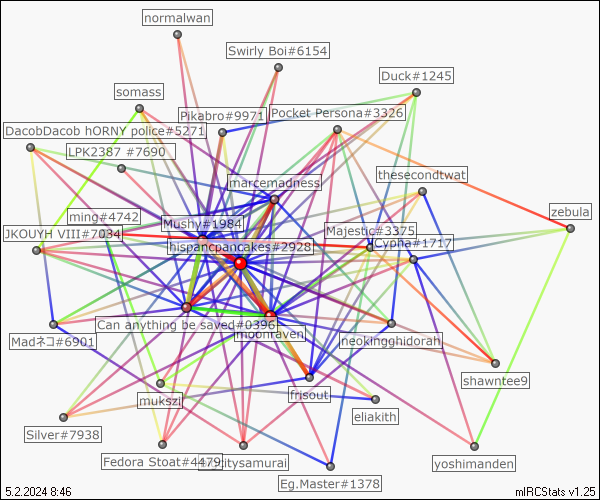 normalwan
Swirly Boi#6154
Duck#1245
somass
Pikabro#9971
Pocket Persona#3326
DacobDacob hORNY police#5271
LPK2387 #7690
thesecondtwat
marcemadness
zebula
ming#4742
Mushy#1984
Majestic#3375
JKOUYH VIII#7034
hispancpancakes#2928
Cypha#1717
Can anything be saved#0396
moonraven
Madネコ#6901
neokingghidorah
shawntee9
mukszi
frisout
eliakith
Silver#7938
Fedora Stoat#4479
yoshimanden
Eg.Master#1378
5.2.2024 8:46
mIRCStats v1.25